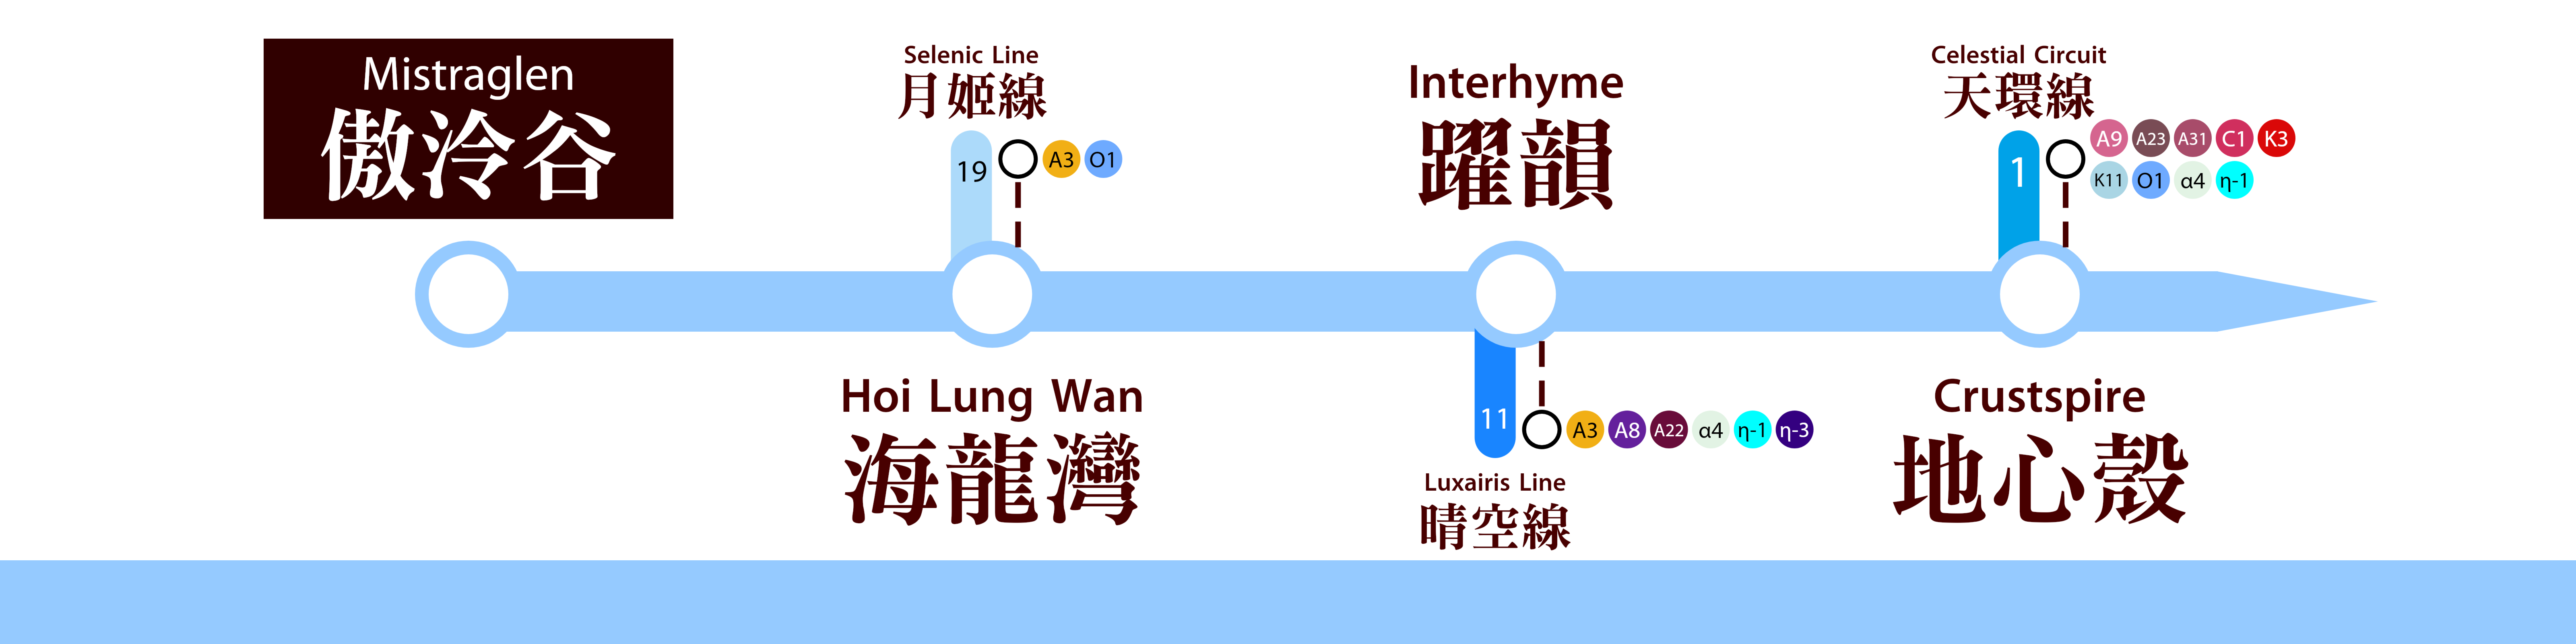 Mistraglen
傲泠谷
Selenic Line
月姬線
19
A3 O1
Hoi Lung Wan
海龍灣
Interhyme
躍韻
11
A3 A8 A22 α4 η-1 η-3
Luxairis Line
晴空線
Celestial Circuit
天環線
1
A9 A23 A31 C1 K3
K11 O1 α4 η-1
Crustspire
地心殼